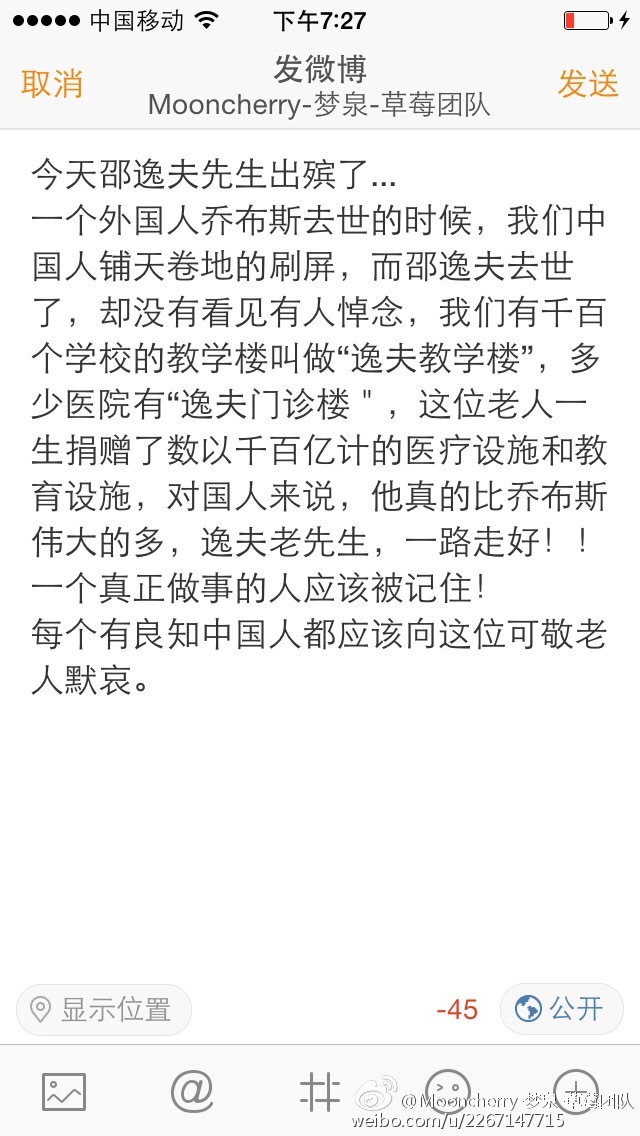 中国移动 下午7:27
取消 发微博 发送
Mooncherry-梦泉-草莓团队
今天邵逸夫先生出殡了...
一个外国人乔布斯去世的时候，我们中
国人铺天卷地的刷屏，而邵逸夫去世
了，却没有看见有人悼念，我们有千百
个学校的教学楼叫做“逸夫教学楼”，多
少医院有“逸夫门诊楼＂，这位老人一
生捐赠了数以千百亿计的医疗设施和教
育设施，对国人来说，他真的比乔布斯
伟大的多，逸夫老先生，一路走好！！
一个真正做事的人应该被记住！
每个有良知中国人都应该向这位可敬老
人默哀。
显示位置 -45 公开
@Mooncherry-梦泉-草莓团队
weibo.com/u/2267147715